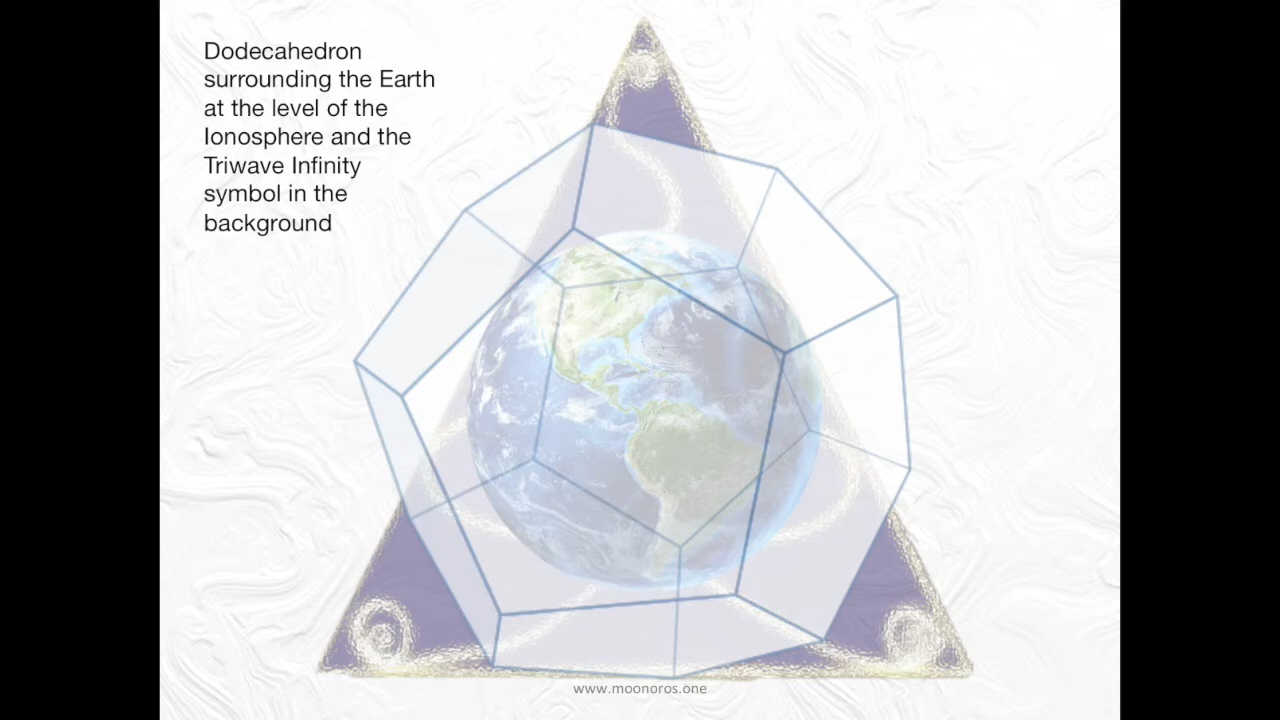 Dodecahedron
surrounding the Earth
at the level of the
Ionosphere and the
Triwave Infinity
symbol in the
background
www.moonoros.one